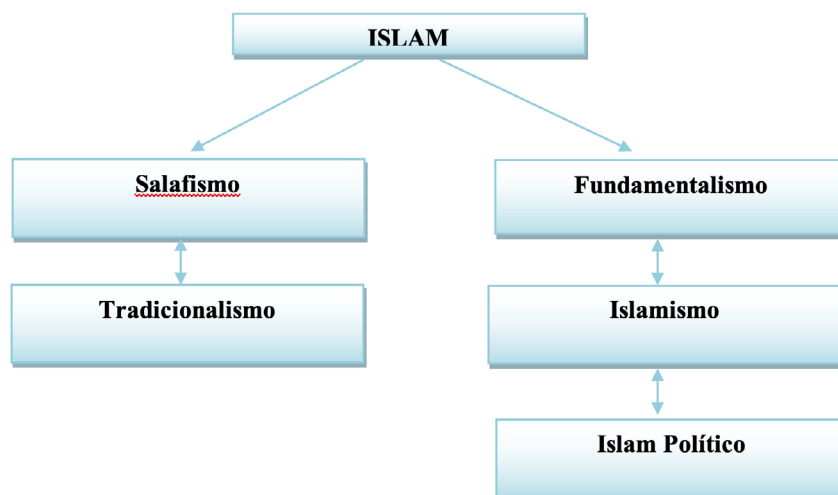 ISLAM
Salafismo
Fundamentalismo
Tradicionalismo
Islamismo
Islam Político